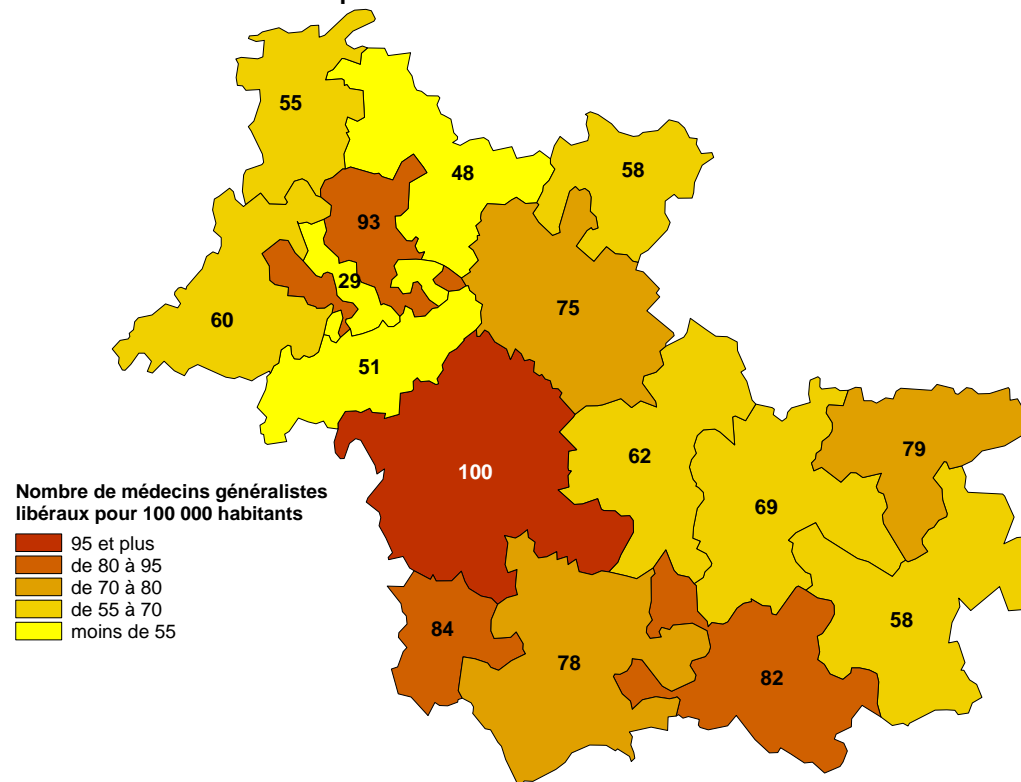 55
48
58
93
29
75
60
51
62
79
100
69
Nombre de médecins généralistes
libéraux pour 100 000 habitants
95 et plus
de 80 à 95
de 70 à 80
de 55 à 70
moins de 55
84
58
78
82